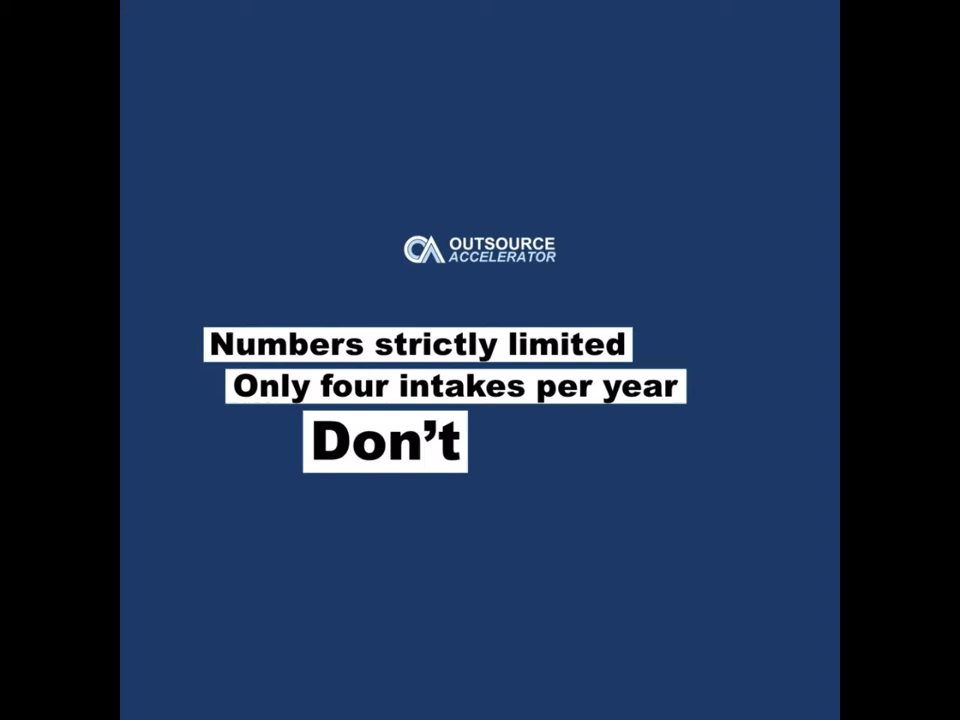 OUTSOURCE
ACCELERATOR
Numbers strictly limited
Only four intakes per year
Don’t